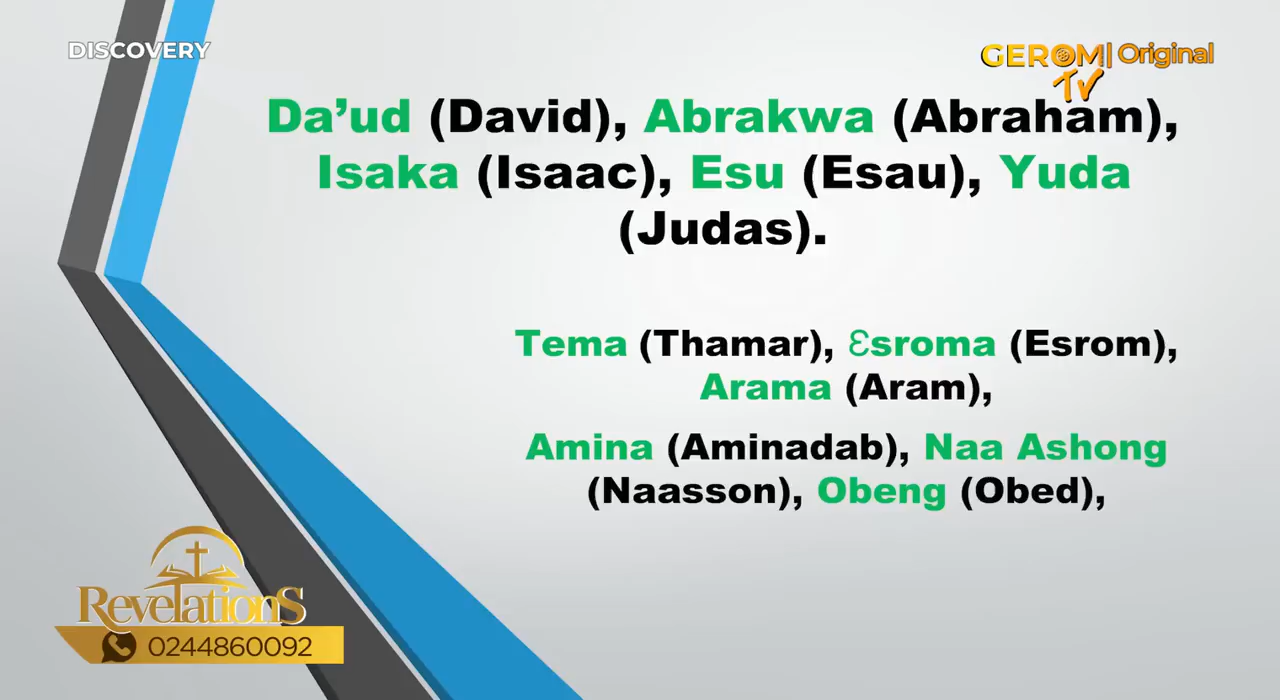 DISCOVERY
GEROM TV | Original
Da’ud (David), Abrakwa (Abraham),
Isaka (Isaac), Esu (Esau), Yuda
(Judas).
Tema (Thamar), Ɛsroma (Esrom),
Arama (Aram),
Amina (Aminadab), Naa Ashong
(Naasson), Obeng (Obed),
RevelationS
0244860092